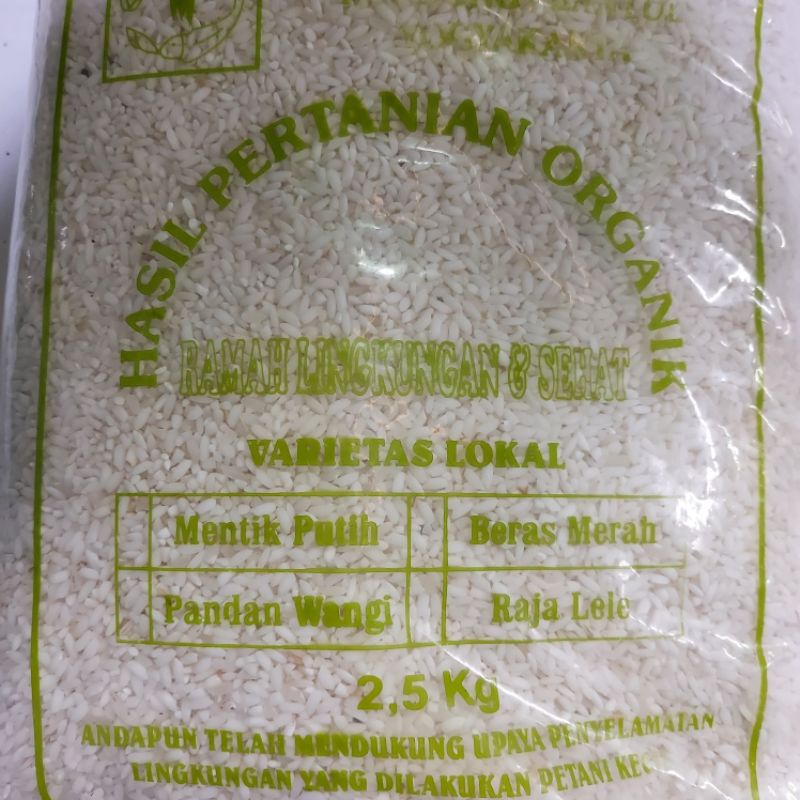 HASIL PERTANIAN ORGANIK
RAMAH LINGKUNGAN & SEHAT
VARIETAS LOKAL
Mentik Putih
Beras Merah
Pandan Wangi
Raja Lele
2,5 Kg
ANDAPUN TELAH MENDUKUNG UPAYA PENYELAMATAN
LINGKUNGAN YANG DILAKUKAN PETANI